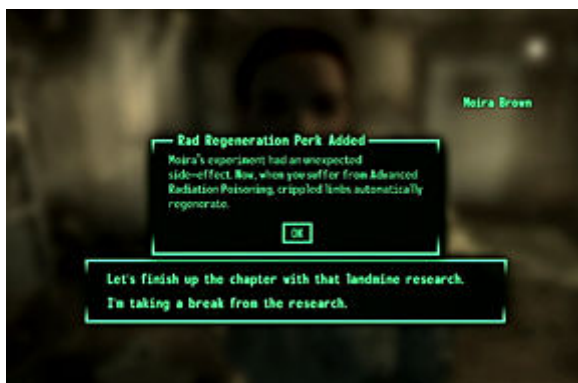 Moira Brown
Rad Regeneration Perk Added
Moira's experiment had an unexpected
side-effect. Now, when you suffer from Advanced
Radiation Poisoning, crippled limbs automatically
regenerate.
OK
Let's finish up the chapter with that landmine research.
I'm taking a break from the research.